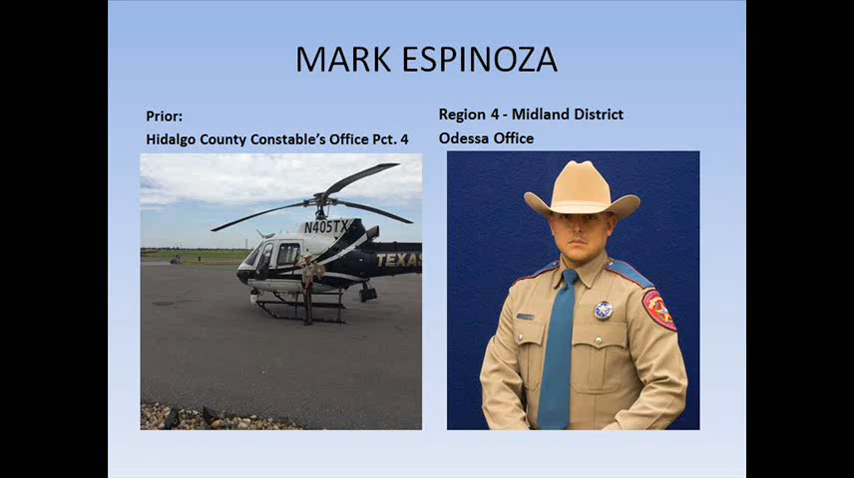 MARK ESPINOZA
Prior:
Hidalgo County Constable's Office Pct. 4
Region 4 - Midland District
Odessa Office
N405TX
TEXAS